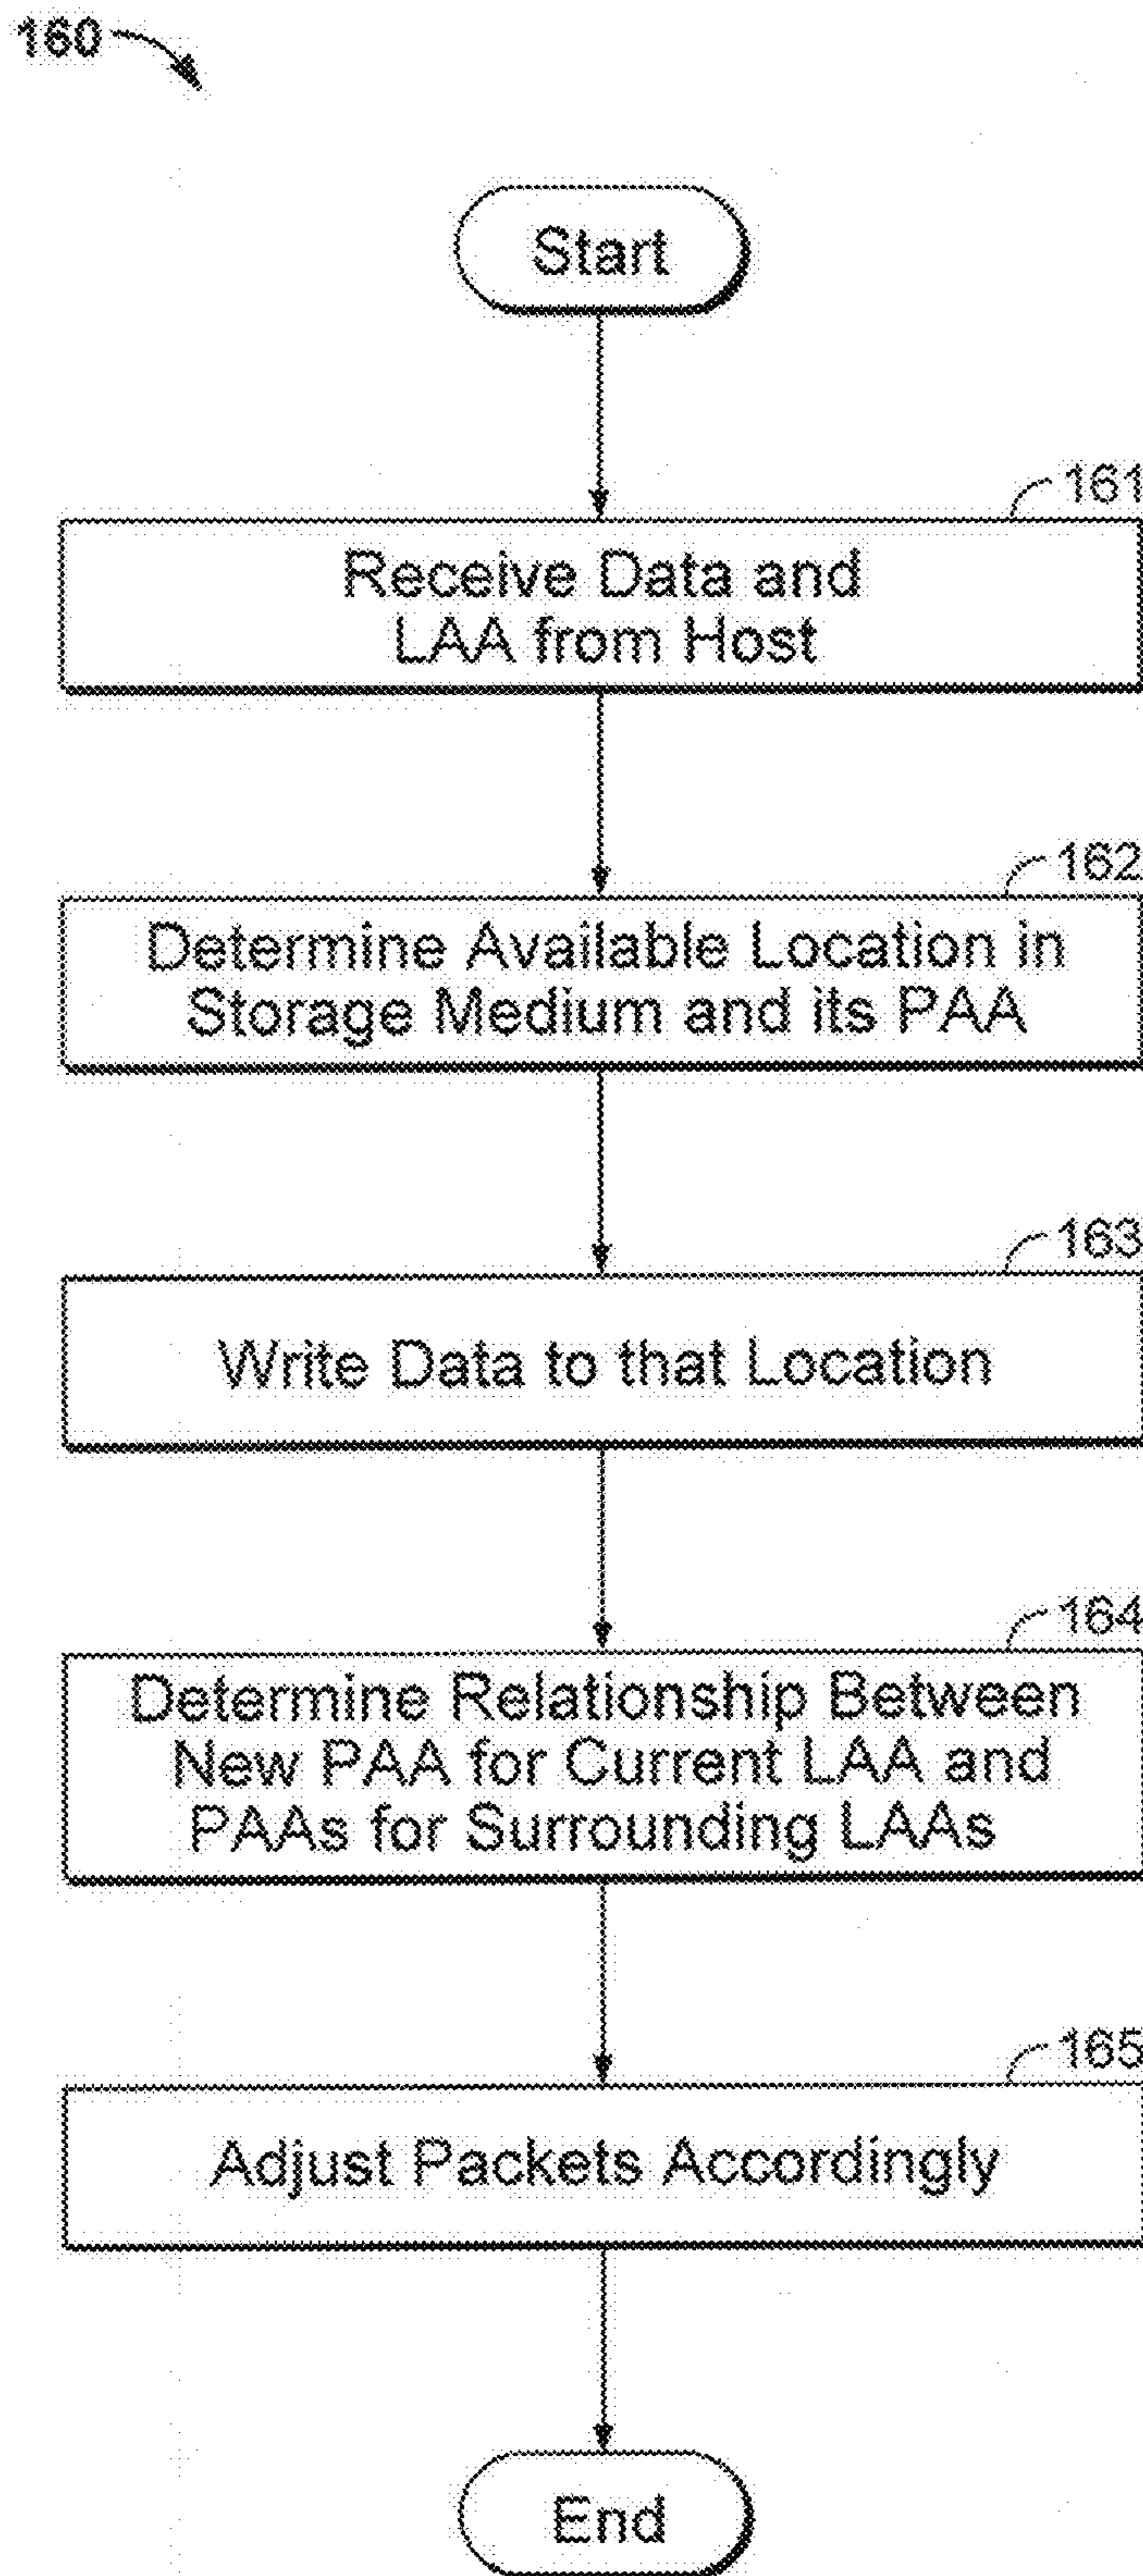 160
Start
161
Receive Data and
LAA from Host
162
Determine Available Location in
Storage Medium and its PAA
163
Write Data to that Location
164
Determine Relationship Between
New PAA for Current LAA and
PAAs for Surrounding LAAs
165
Adjust Packets Accordingly
End